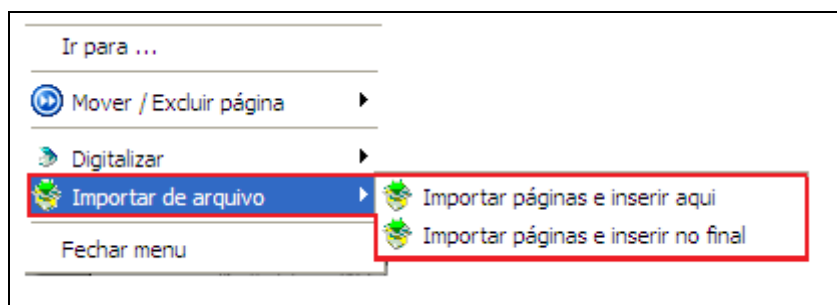 Ir para ...
Mover / Excluir página
Digitalizar
Importar de arquivo
Importar páginas e inserir aqui
Importar páginas e inserir no final
Fechar menu